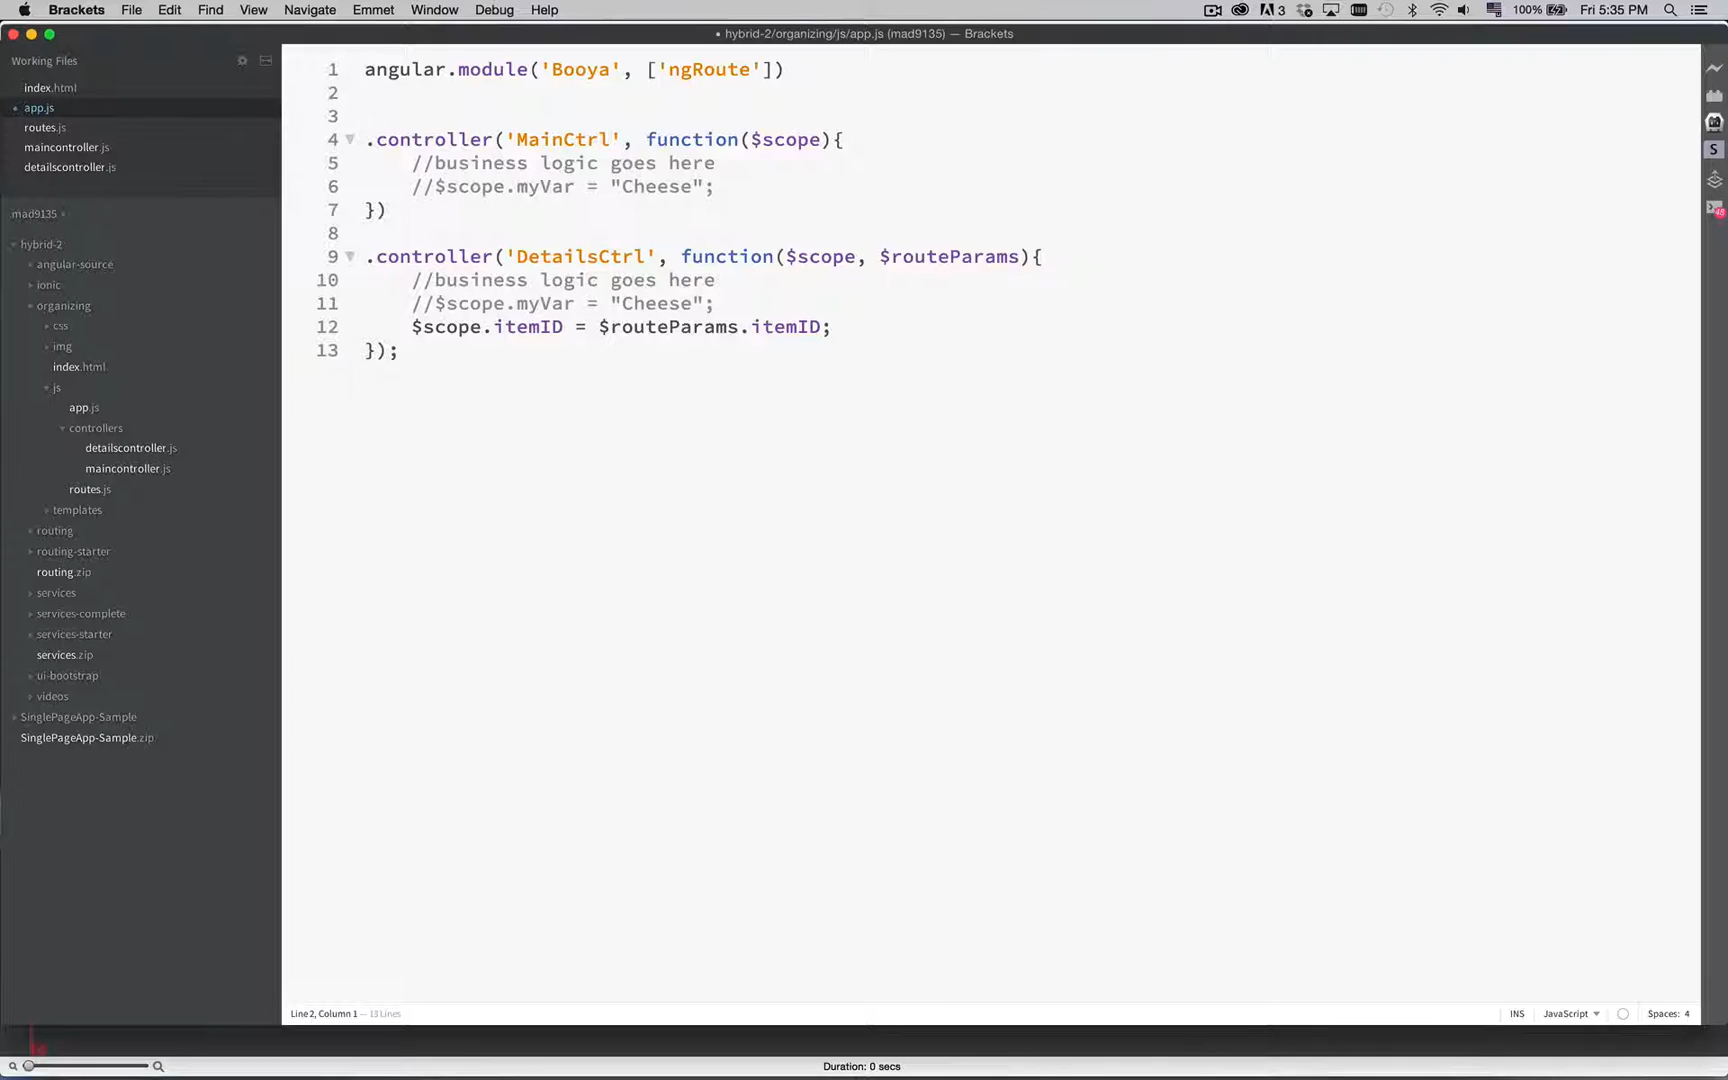 Brackets File Edit Find View Navigate Emmet Window Debug Help
3 100% Fri 5:35 PM
• hybrid-2/organizing/js/app.js (mad9135) — Brackets
Working Files
index.html
app.js
routes.js
maincontroller.js
detailscontroller.js
mad9135
hybrid-2
angular-source
ionic
organizing
css
img
index.html
js
app.js
controllers
detailscontroller.js
maincontroller.js
routes.js
templates
routing
routing-starter
routing.zip
services
services-complete
services-starter
services.zip
ui-bootstrap
videos
SinglePageApp-Sample
SinglePageApp-Sample.zip
1 angular.module('Booya', ['ngRoute'])
2
3
4 .controller('MainCtrl', function($scope){
5 //business logic goes here
6 //$scope.myVar = "Cheese";
7 })
8
9 .controller('DetailsCtrl', function($scope, $routeParams){
10 //business logic goes here
11 //$scope.myVar = "Cheese";
12 $scope.itemID = $routeParams.itemID;
13 });
S
48
Line 2, Column 1 — 13 Lines
INS JavaScript Spaces: 4
Duration: 0 secs